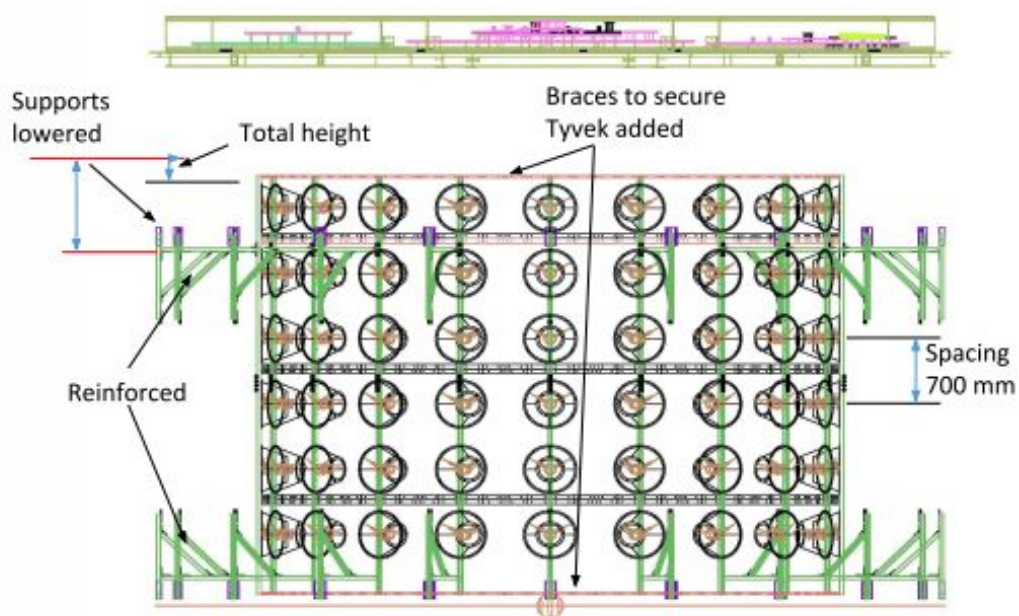 Supports
lowered
Total height
Braces to secure
Tyvek added
Reinforced
Spacing
700 mm